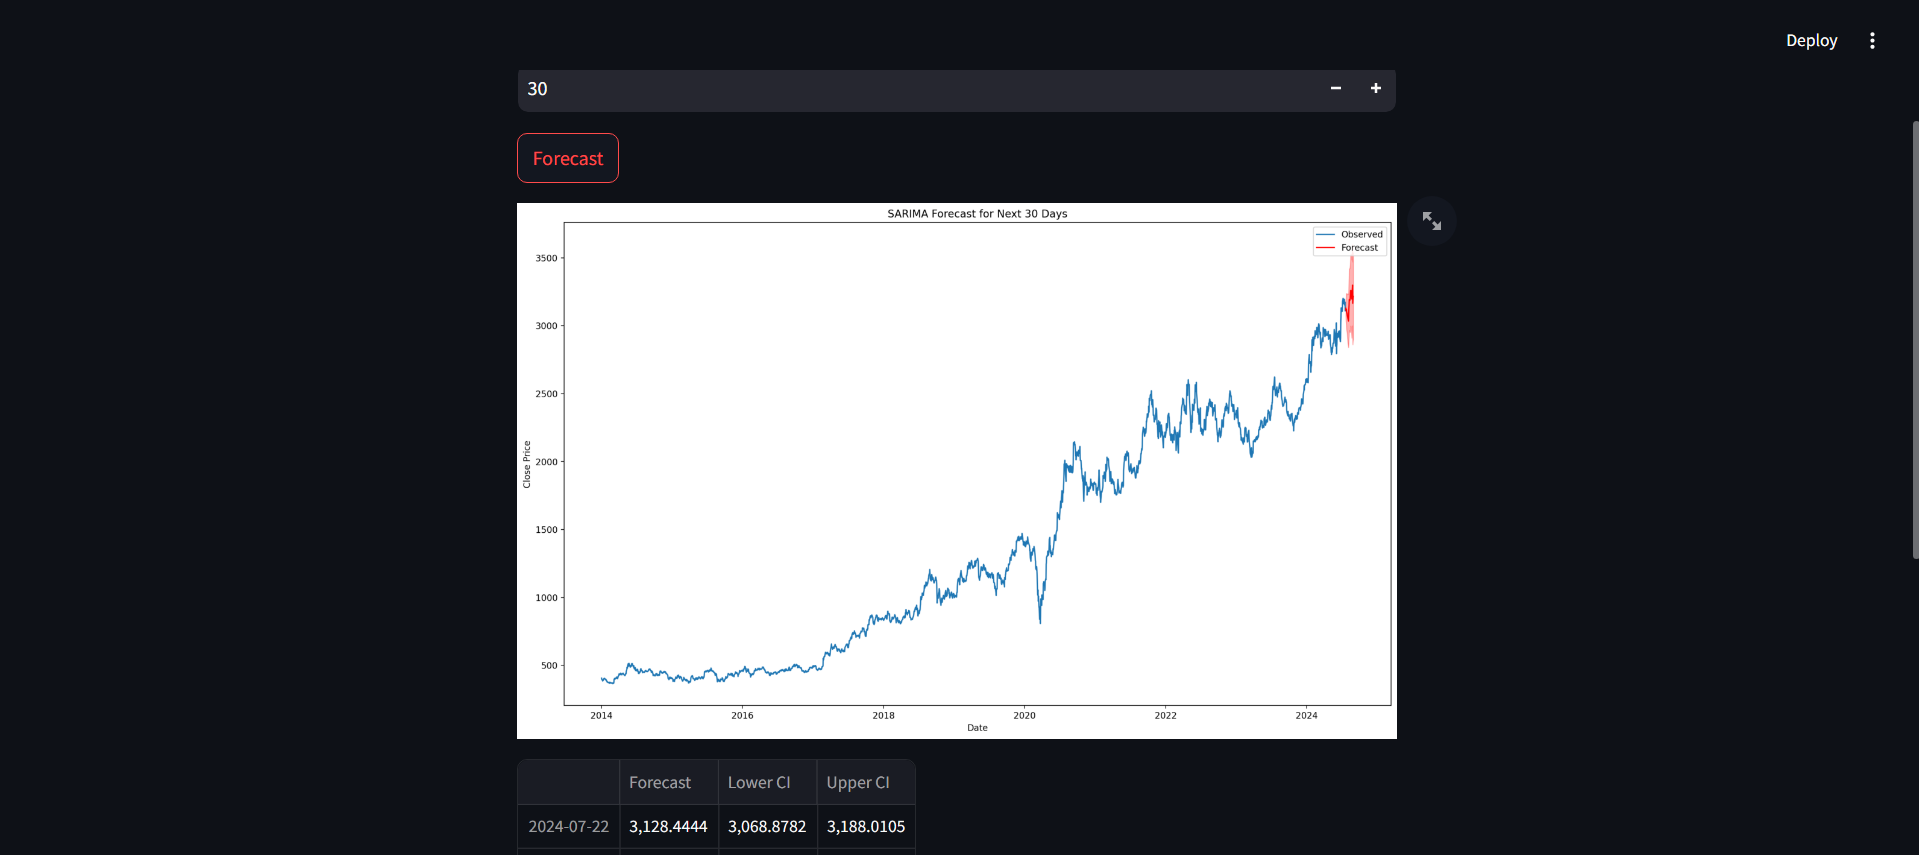 Deploy
30
Forecast
SARIMA Forecast for Next 30 Days
Observed
Forecast
3500
3000
2500
2000
1500
1000
500
Close Price
2014 2016 2018 2020 2022 2024
Date
Forecast Lower CI Upper CI
2024-07-22 3,128.4444 3,068.8782 3,188.0105